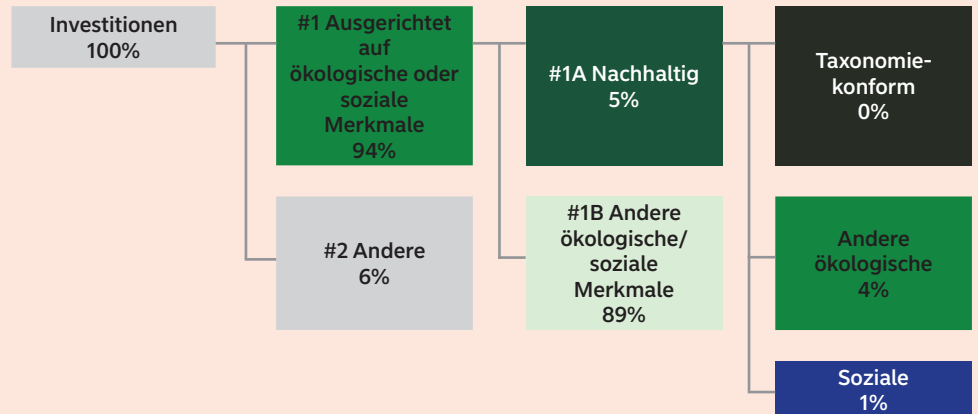 Investitionen
100%
#1 Ausgerichtet
auf
ökologische oder
soziale
Merkmale
94%
#1A Nachhaltig
5%
Taxonomie-
konform
0%
#2 Andere
6%
#1B Andere
ökologische/
soziale
Merkmale
89%
Andere
ökologische
4%
Soziale
1%